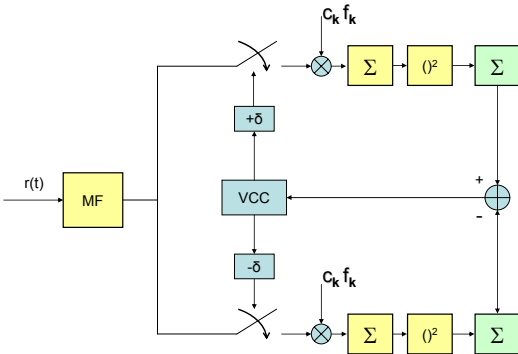 cₖ fₖ
Σ
()²
Σ
+δ
r(t)
MF
VCC
+
-
-δ
cₖ fₖ
Σ
()²
Σ